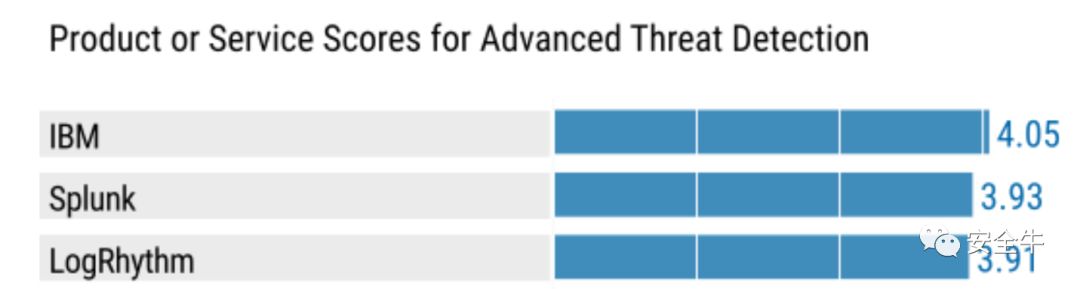 Product or Service Scores for Advanced Threat Detection
IBM 4.05
Splunk 3.93
LogRhythm 3.91
安全牛